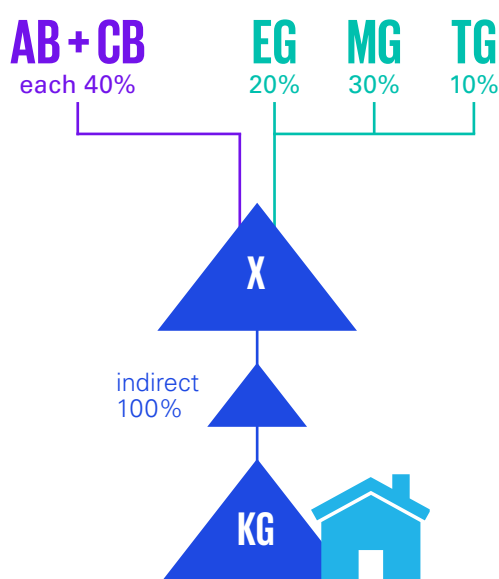 AB + CB
each 40%
EG
20%
MG
30%
TG
10%
X
indirect
100%
KG